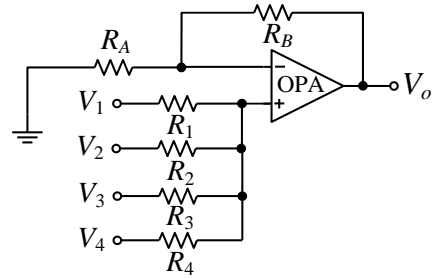 R_A
R_B
− OPA V_o
V_1 +
R_1
V_2
R_2
V_3
R_3
V_4
R_4